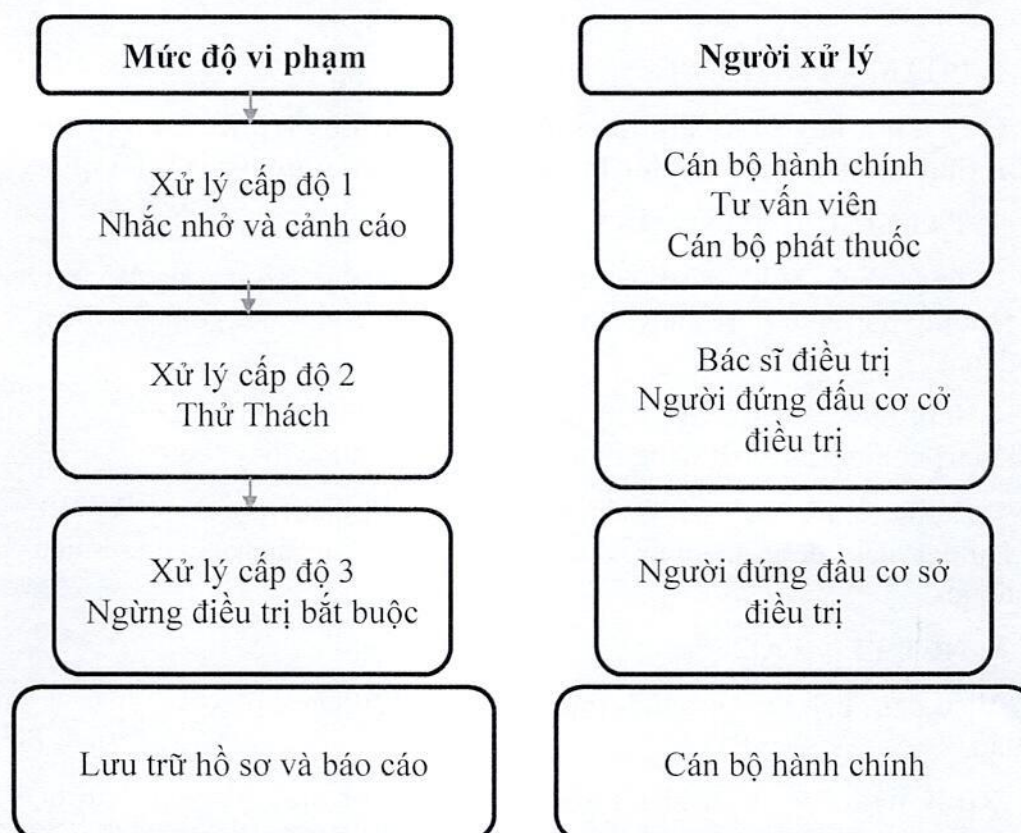 Mức độ vi phạm
Người xử lý
Xử lý cấp độ 1
Nhắc nhở và cảnh cáo
Cán bộ hành chính
Tư vấn viên
Cán bộ phát thuốc
Xử lý cấp độ 2
Thử Thách
Bác sĩ điều trị
Người đứng đấu cơ cở
điều trị
Xử lý cấp độ 3
Ngừng điều trị bắt buộc
Người đứng đầu cơ sở
điều trị
Lưu trữ hồ sơ và báo cáo
Cán bộ hành chính